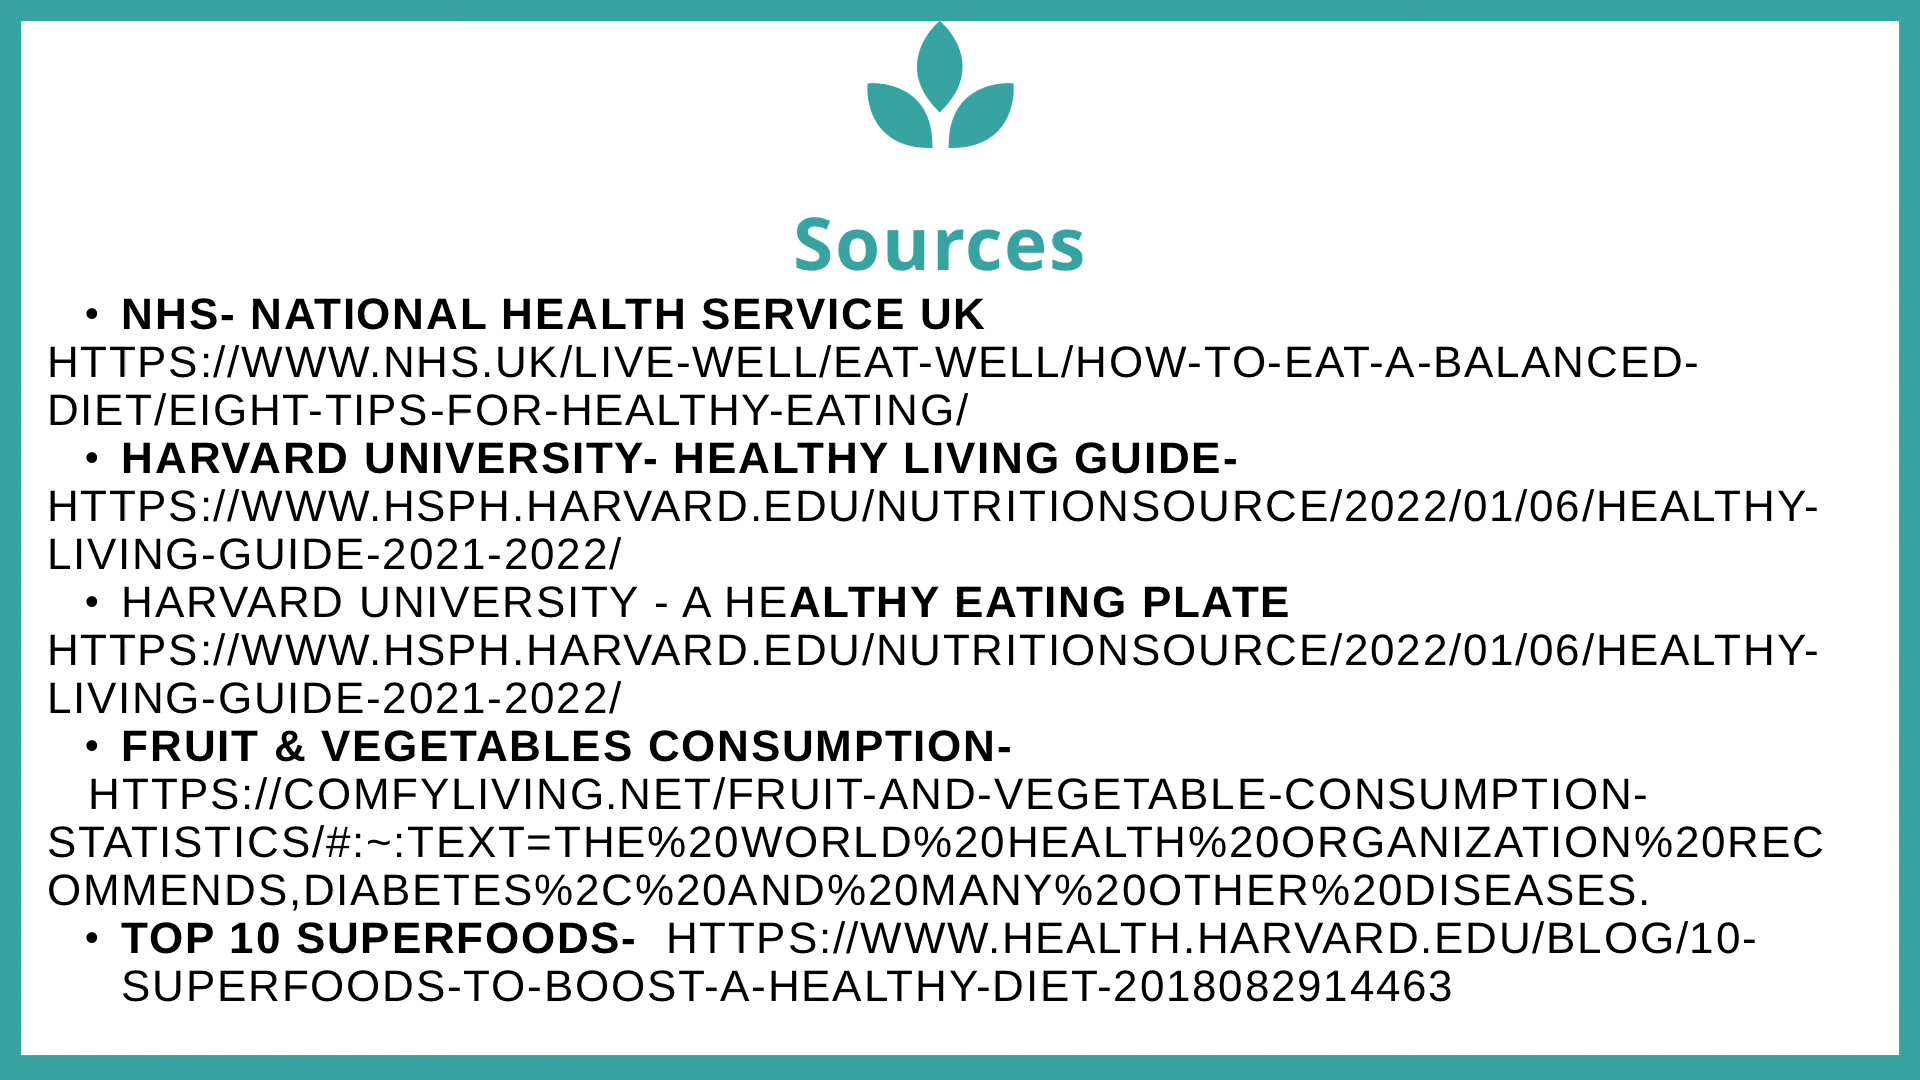 Sources
• NHS- NATIONAL HEALTH SERVICE UK
HTTPS://WWW.NHS.UK/LIVE-WELL/EAT-WELL/HOW-TO-EAT-A-BALANCED-
DIET/EIGHT-TIPS-FOR-HEALTHY-EATING/
• HARVARD UNIVERSITY- HEALTHY LIVING GUIDE-
HTTPS://WWW.HSPH.HARVARD.EDU/NUTRITIONSOURCE/2022/01/06/HEALTHY-
LIVING-GUIDE-2021-2022/
• HARVARD UNIVERSITY - A HEALTHY EATING PLATE
HTTPS://WWW.HSPH.HARVARD.EDU/NUTRITIONSOURCE/2022/01/06/HEALTHY-
LIVING-GUIDE-2021-2022/
• FRUIT & VEGETABLES CONSUMPTION-
HTTPS://COMFYLIVING.NET/FRUIT-AND-VEGETABLE-CONSUMPTION-
STATISTICS/#:~:TEXT=THE%20WORLD%20HEALTH%20ORGANIZATION%20REC
OMMENDS,DIABETES%2C%20AND%20MANY%20OTHER%20DISEASES.
• TOP 10 SUPERFOODS- HTTPS://WWW.HEALTH.HARVARD.EDU/BLOG/10-
SUPERFOODS-TO-BOOST-A-HEALTHY-DIET-2018082914463